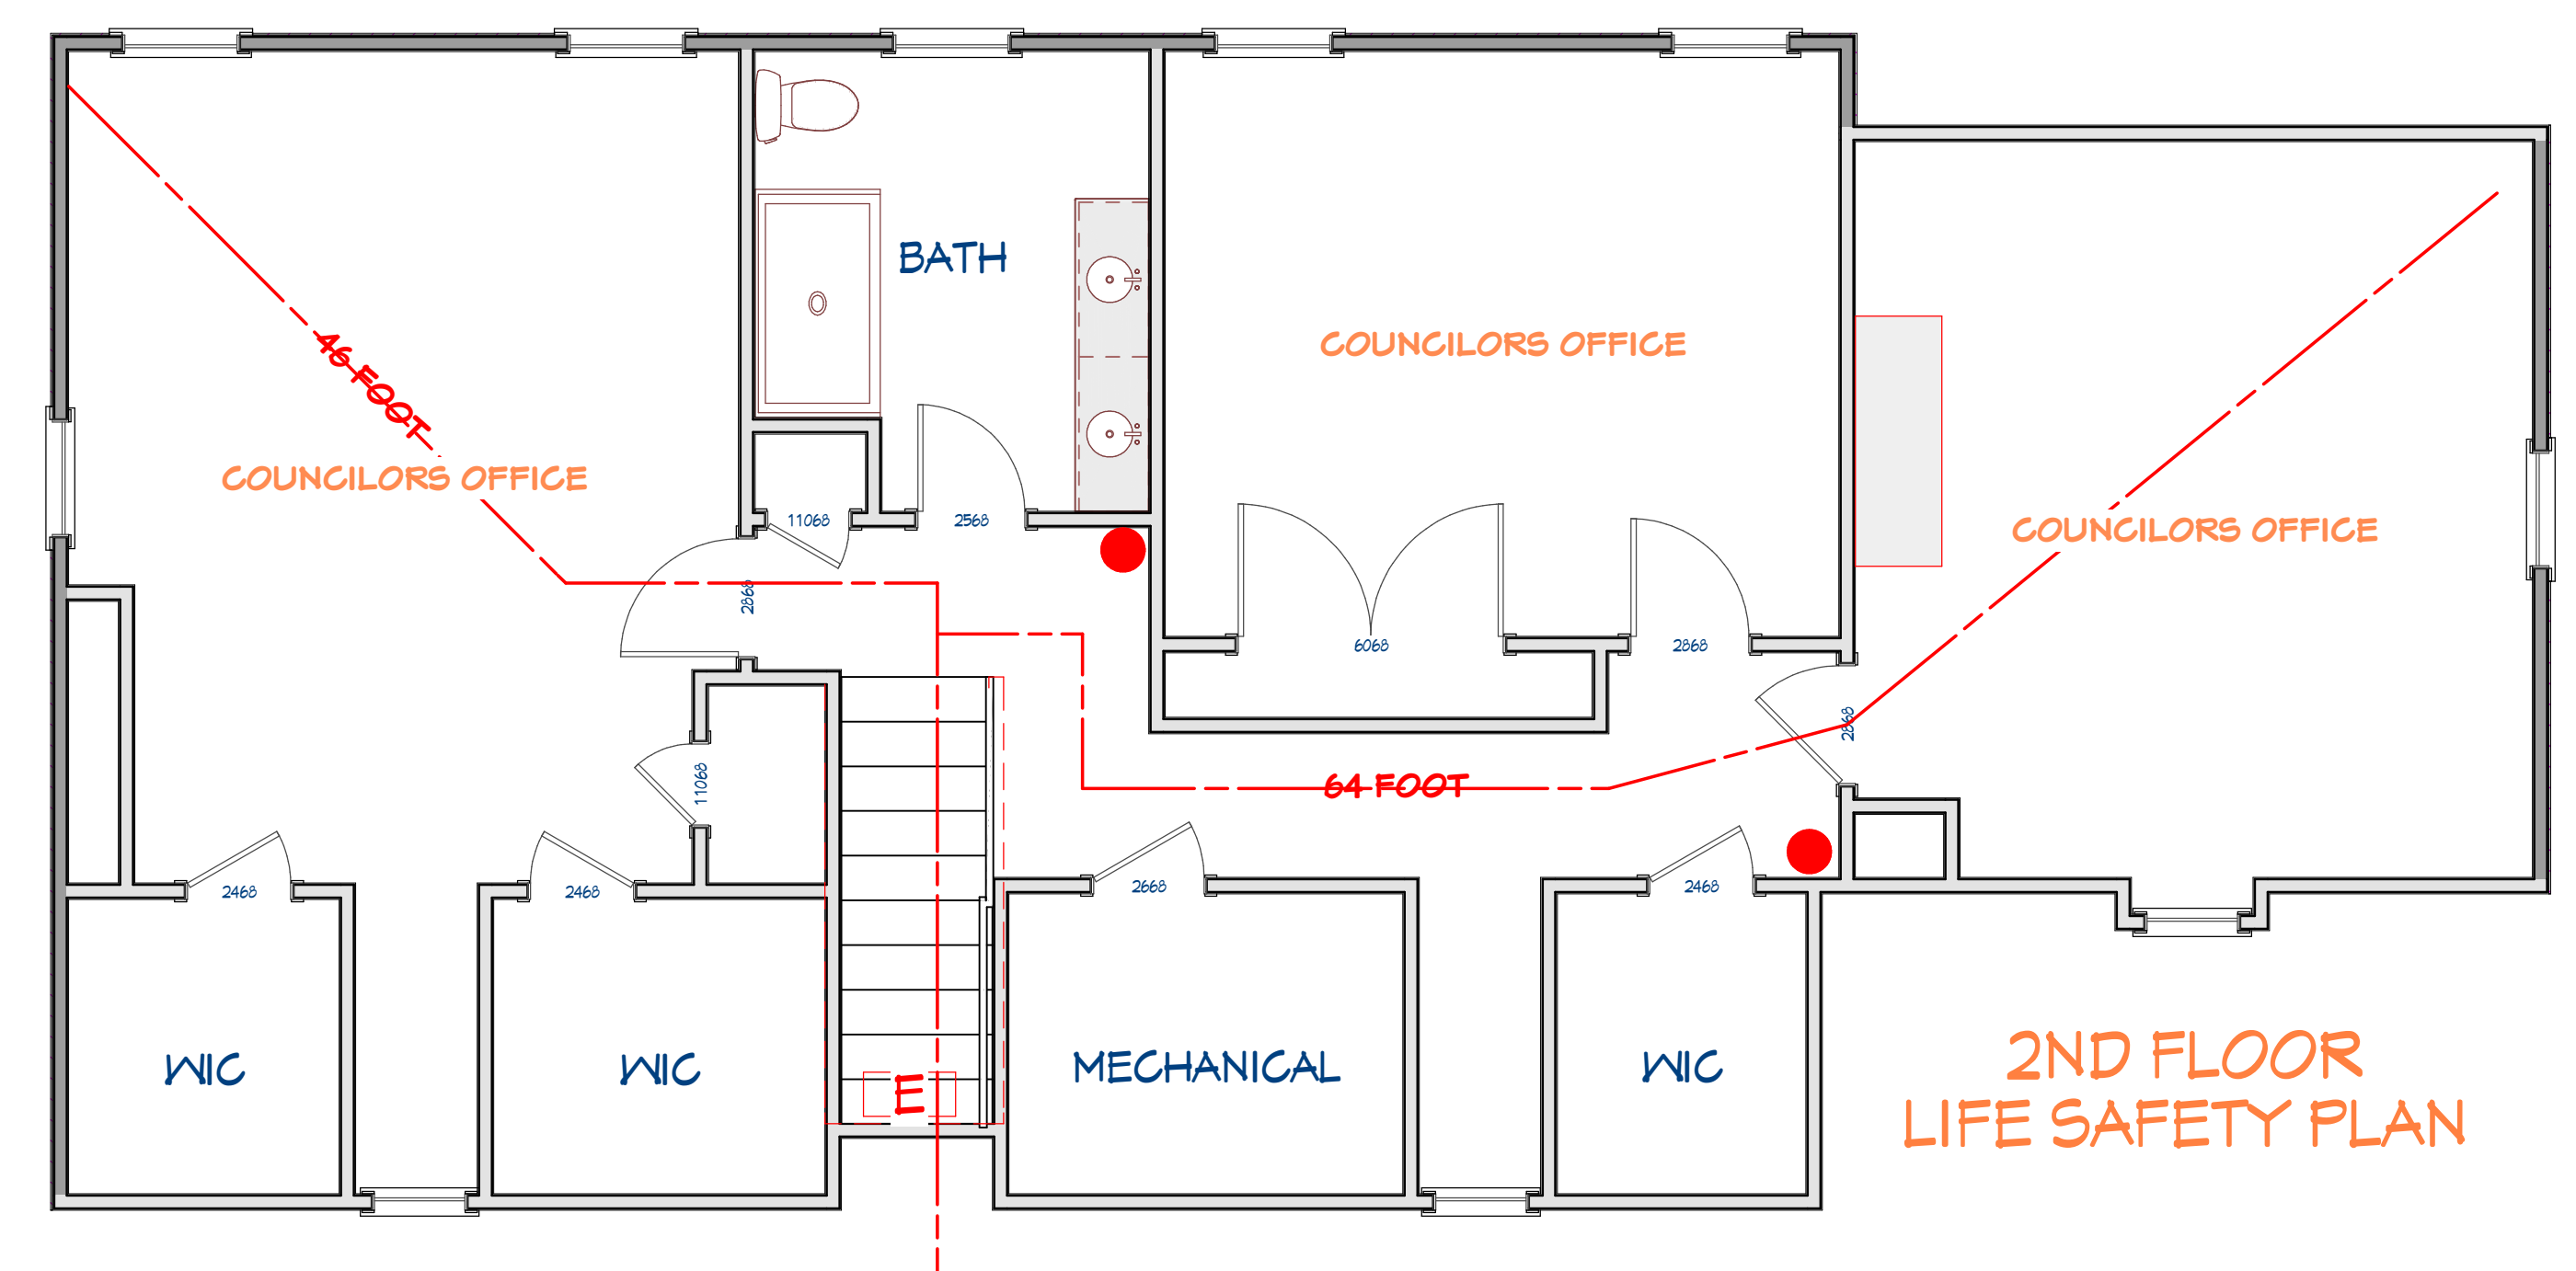 BATH
COUNCILORS OFFICE
46 FOOT
COUNCILORS OFFICE
11068
2568
COUNCILORS OFFICE
2868
6068
2868
2868
11068
64 FOOT
2468
2468
2668
2468
WIC
WIC
E
MECHANICAL
WIC
2ND FLOOR
LIFE SAFETY PLAN